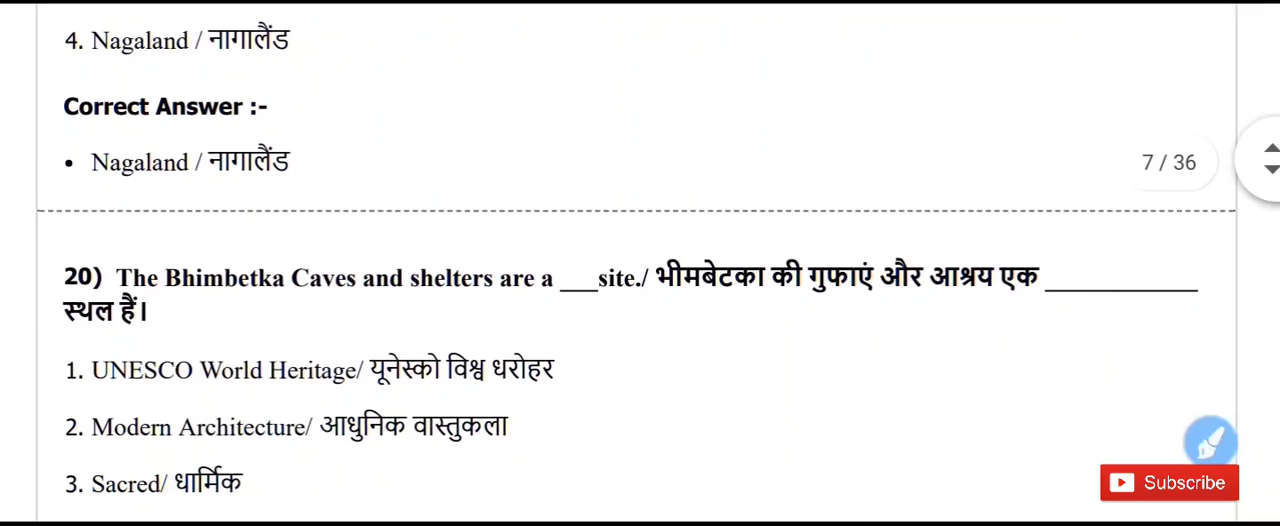 4. Nagaland / नागालैंड
Correct Answer :-
• Nagaland / नागालैंड
7 / 36
20) The Bhimbetka Caves and shelters are a ___site./ भीमबेटका की गुफाएं और आश्रय एक ____________
स्थल हैं।
1. UNESCO World Heritage/ यूनेस्को विश्व धरोहर
2. Modern Architecture/ आधुनिक वास्तुकला
3. Sacred/ धार्मिक
Subscribe